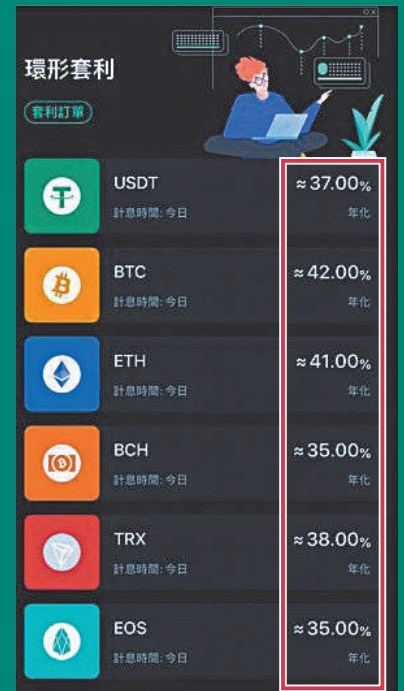 環形套利
套利訂單
USDT
≈37.00%
計息時間:今日
年化
BTC
≈42.00%
計息時間:今日
年化
ETH
≈41.00%
計息時間:今日
年化
BCH
≈35.00%
計息時間:今日
年化
TRX
≈38.00%
計息時間:今日
年化
EOS
≈35.00%
計息時間:今日
年化